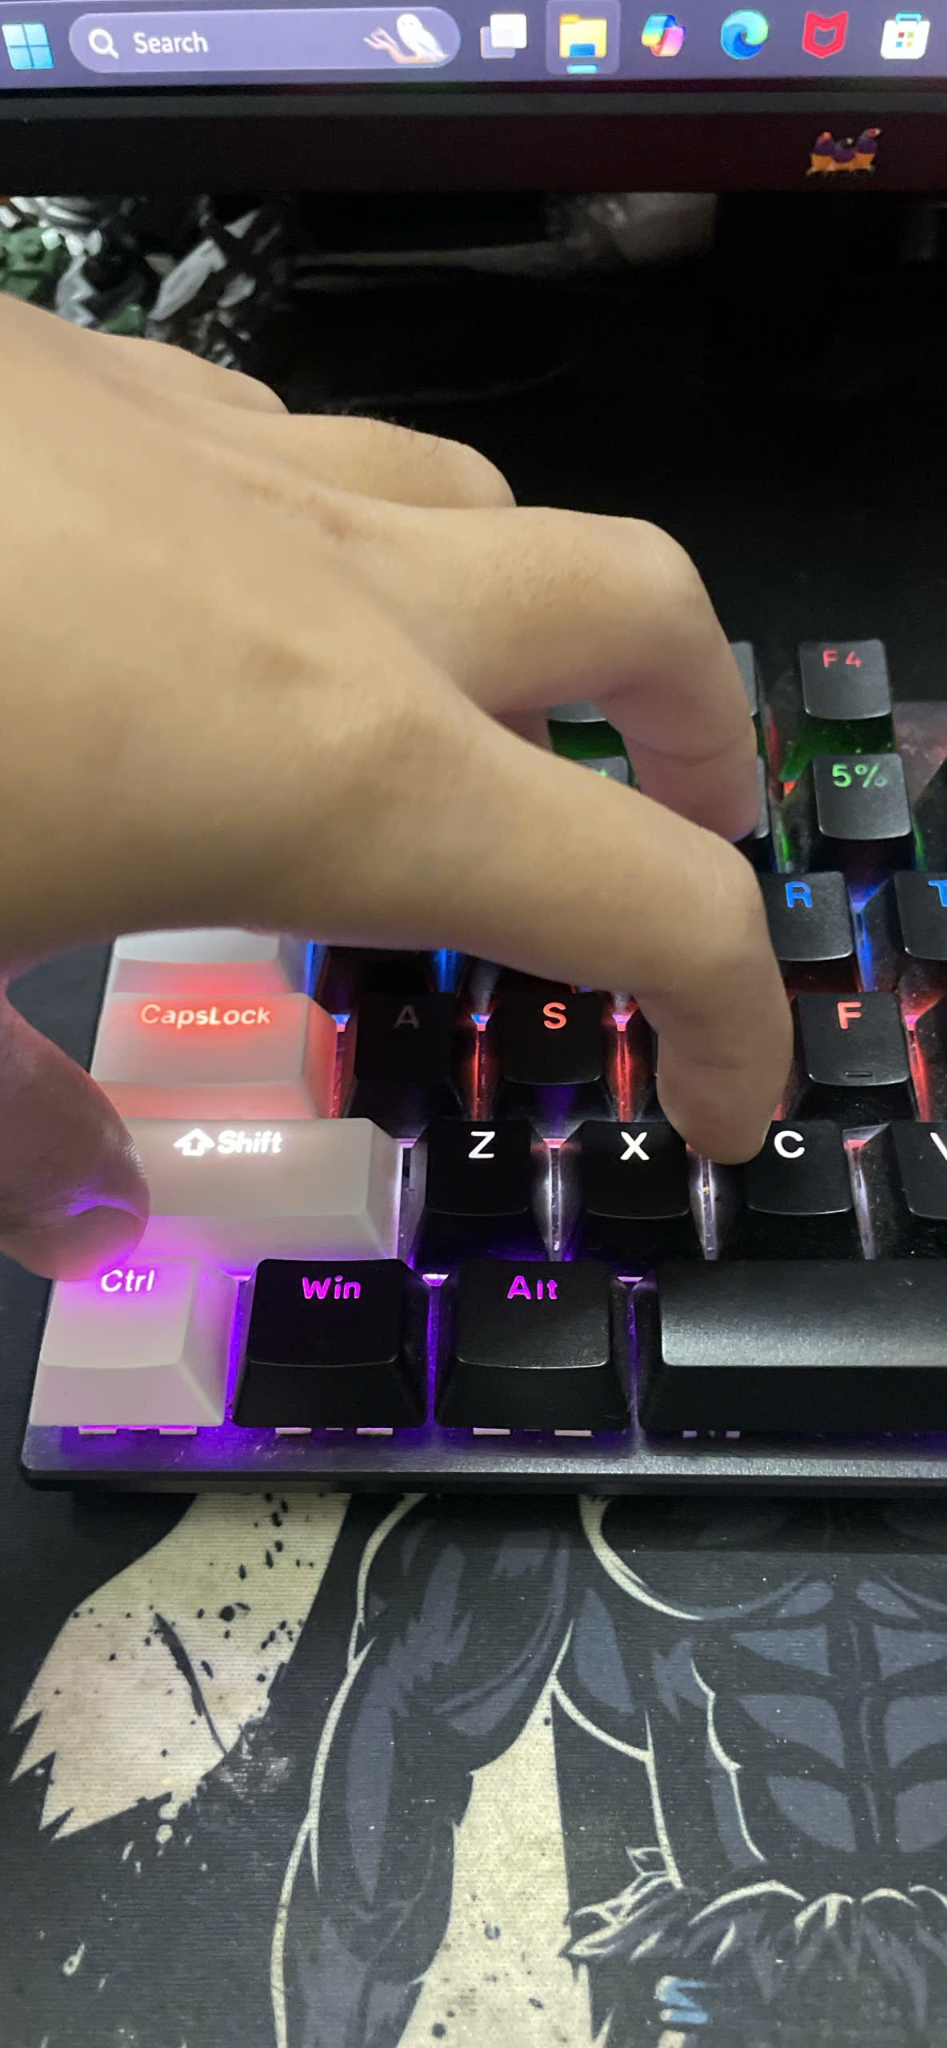 Search
F4
5%
R T
CapsLock A S F
Shift Z X C V
Ctrl Win Alt